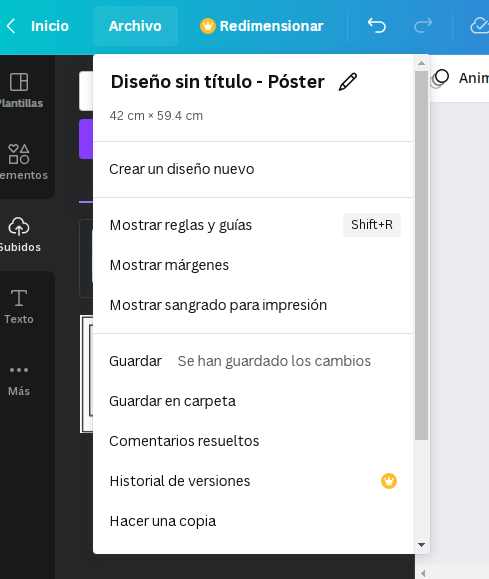 Inicio
Archivo
Redimensionar
Anim
Diseño sin título - Póster
42 cm × 59.4 cm
Crear un diseño nuevo
Mostrar reglas y guías
Shift+R
Mostrar márgenes
Mostrar sangrado para impresión
Guardar
Se han guardado los cambios
Guardar en carpeta
Comentarios resueltos
Historial de versiones
Hacer una copia
Plantillas
ementos
Subidos
Texto
Más